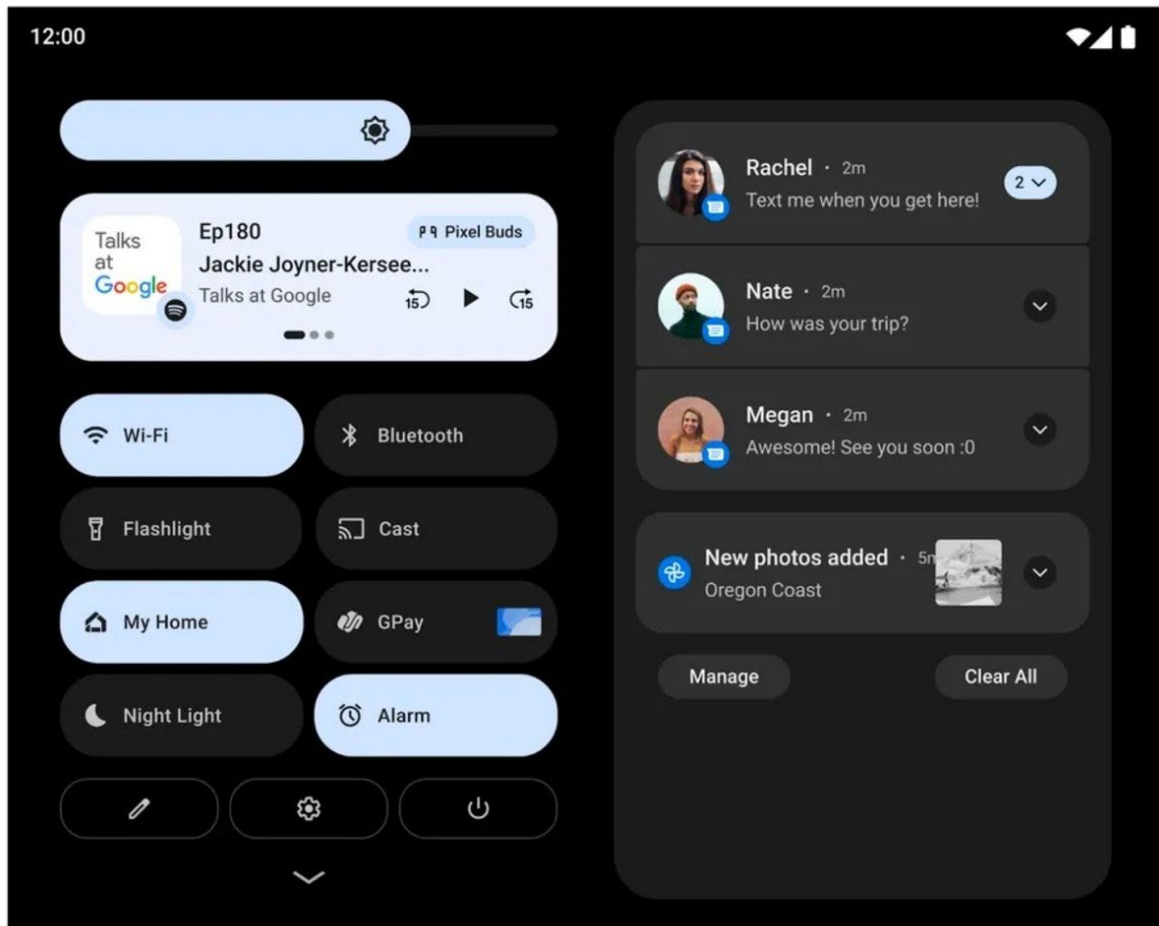 12:00
Talks
at
Google
Ep180
Pixel Buds
Jackie Joyner-Kersee...
Talks at Google
15
15
Wi-Fi
Bluetooth
Flashlight
Cast
My Home
GPay
Night Light
Alarm
Rachel · 2m
Text me when you get here!
2
Nate · 2m
How was your trip?
Megan · 2m
Awesome! See you soon :0
New photos added · 5m
Oregon Coast
Manage
Clear All